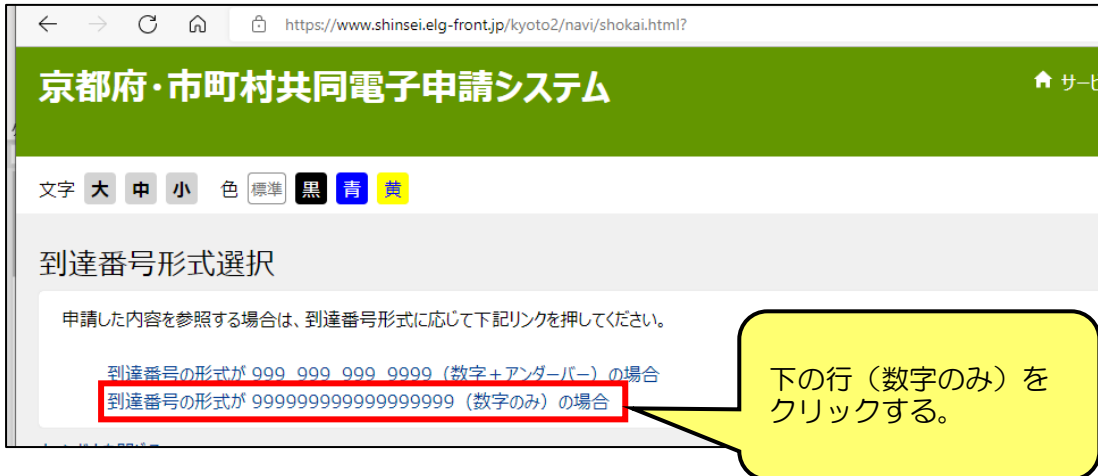 https://www.shinsei.elg-front.jp/kyoto2/navi/shokai.html?
京都府・市町村共同電子申請システム
サービ
文字 大 中 小 色 標準 黒 青 黄
到達番号形式選択
申請した内容を参照する場合は、到達番号形式に応じて下記リンクを押してください。
到達番号の形式が 999_999_999_9999（数字＋アンダーバー）の場合
到達番号の形式が 999999999999999999（数字のみ）の場合
下の行（数字のみ）を
クリックする。